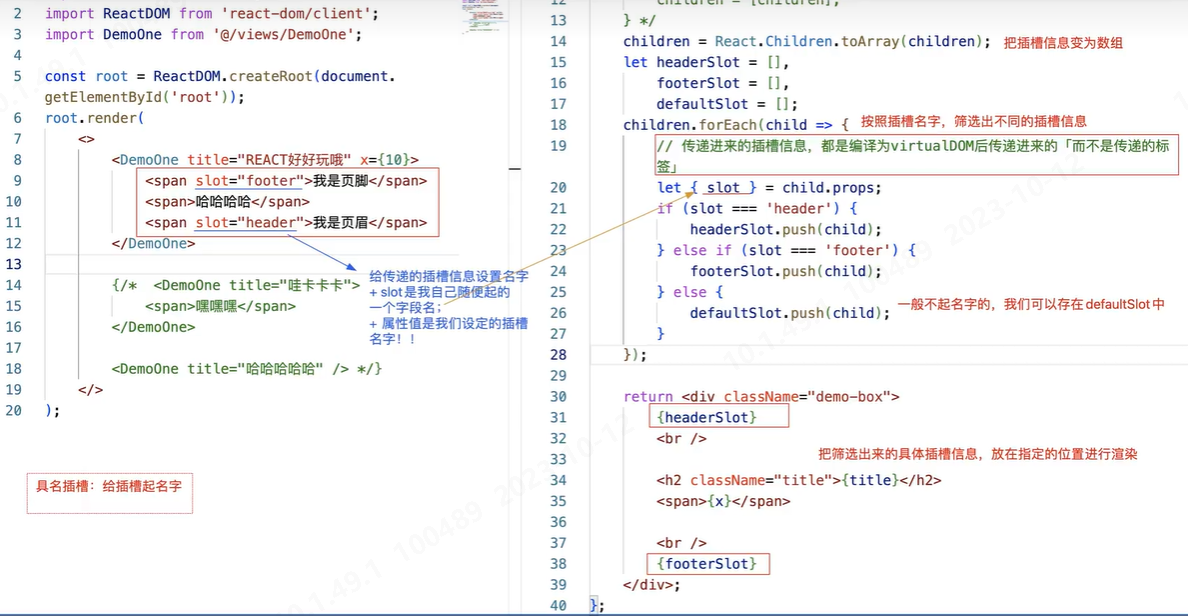 2 import ReactDOM from 'react-dom/client';
3 import DemoOne from '@/views/DemoOne';
4
5 const root = ReactDOM.createRoot(document.
getElementById('root'));
6 root.render(
7 <>
8 <DemoOne title="REACT好好玩哦" x={10}>
9 <span slot="footer">我是页脚</span>
10 <span>哈哈哈哈</span>
11 <span slot="header">我是页眉</span>
12 </DemoOne>
13
14 {/* <DemoOne title="哇卡卡卡">
15 <span>嘿嘿嘿</span>
16 </DemoOne>
17
18 <DemoOne title="哈哈哈哈哈" /> */}
19 </>
20 );
给传递的插槽信息设置名字
+ slot是我自己随便起的
一个字段名;
+ 属性值是我们设定的插槽
名字！！
具名插槽：给插槽起名字
12 children = [children];
13 } */
14 children = React.Children.toArray(children); 把插槽信息变为数组
15 let headerSlot = [],
16 footerSlot = [],
17 defaultSlot = [];
18 children.forEach(child => { 按照插槽名字，筛选出不同的插槽信息
19 // 传递进来的插槽信息，都是编译为virtualDOM后传递进来的「而不是传递的标
签」
20 let { slot } = child.props;
21 if (slot === 'header') {
22 headerSlot.push(child);
23 } else if (slot === 'footer') {
24 footerSlot.push(child);
25 } else {
26 defaultSlot.push(child); 一般不起名字的，我们可以存在defaultSlot中
27 }
28 });
29
30 return <div className="demo-box">
31 {headerSlot}
32 <br />
33 把筛选出来的具体插槽信息，放在指定的位置进行渲染
34 <h2 className="title">{title}</h2>
35 <span>{x}</span>
36
37 <br />
38 {footerSlot}
39 </div>;
40 };
10.1.49.1 100489 2023-10-12